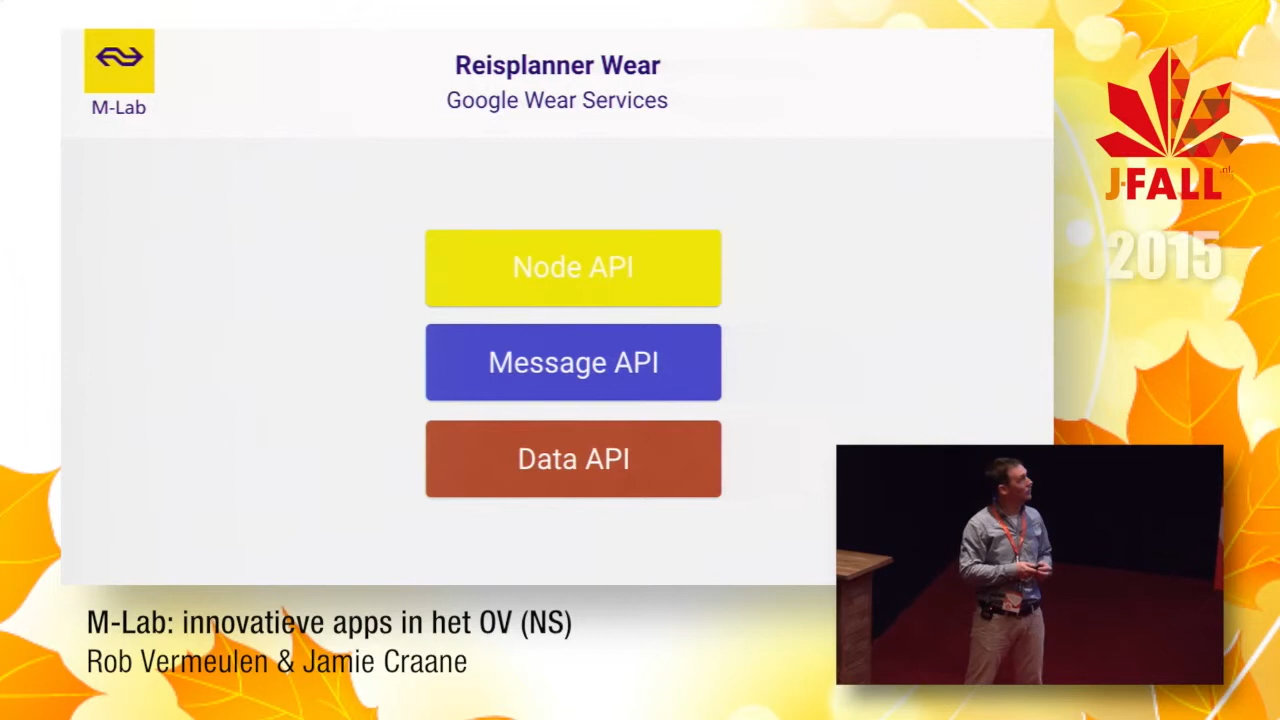 Reisplanner Wear
Google Wear Services
M-Lab
Node API
Message API
Data API
J-FALL.nl
2015
M-Lab: innovatieve apps in het OV (NS)
Rob Vermeulen & Jamie Craane